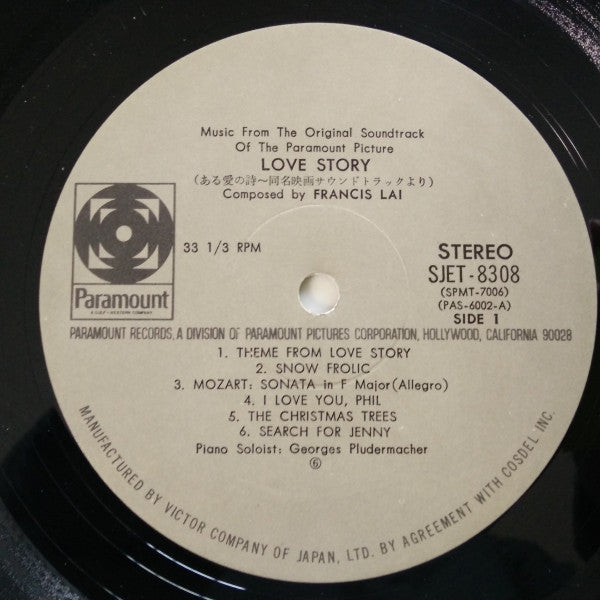 Music From The Original Soundtrack
Of The Paramount Picture
LOVE STORY
(ある愛の詩〜同名映画サウンドトラックより)
Composed by FRANCIS LAI
Paramount
A GULF+WESTERN COMPANY
33 1/3 RPM
STEREO
SJET-8308
(SPMT-7006)
(PAS-6002-A)
SIDE 1
PARAMOUNT RECORDS, A DIVISION OF PARAMOUNT PICTURES CORPORATION, HOLLYWOOD, CALIFORNIA 90028
1. THEME FROM LOVE STORY
2. SNOW FROLIC
3. MOZART: SONATA in F Major (Allegro)
4. I LOVE YOU, PHIL
5. THE CHRISTMAS TREES
6. SEARCH FOR JENNY
Piano Soloist: Georges Pludermacher
⑥
MANUFACTURED BY VICTOR COMPANY OF JAPAN, LTD. BY AGREEMENT WITH COSDEL INC.